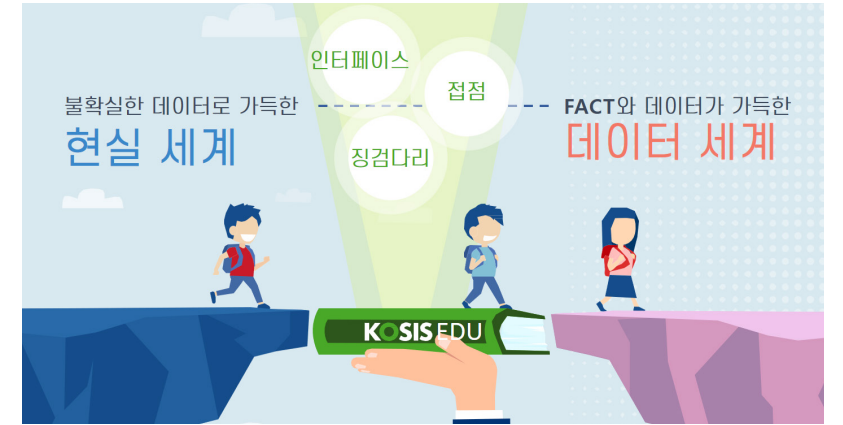 인터페이스
접점
징검다리
불확실한 데이터로 가득한
현실 세계
FACT와 데이터가 가득한
데이터 세계
KOSIS EDU